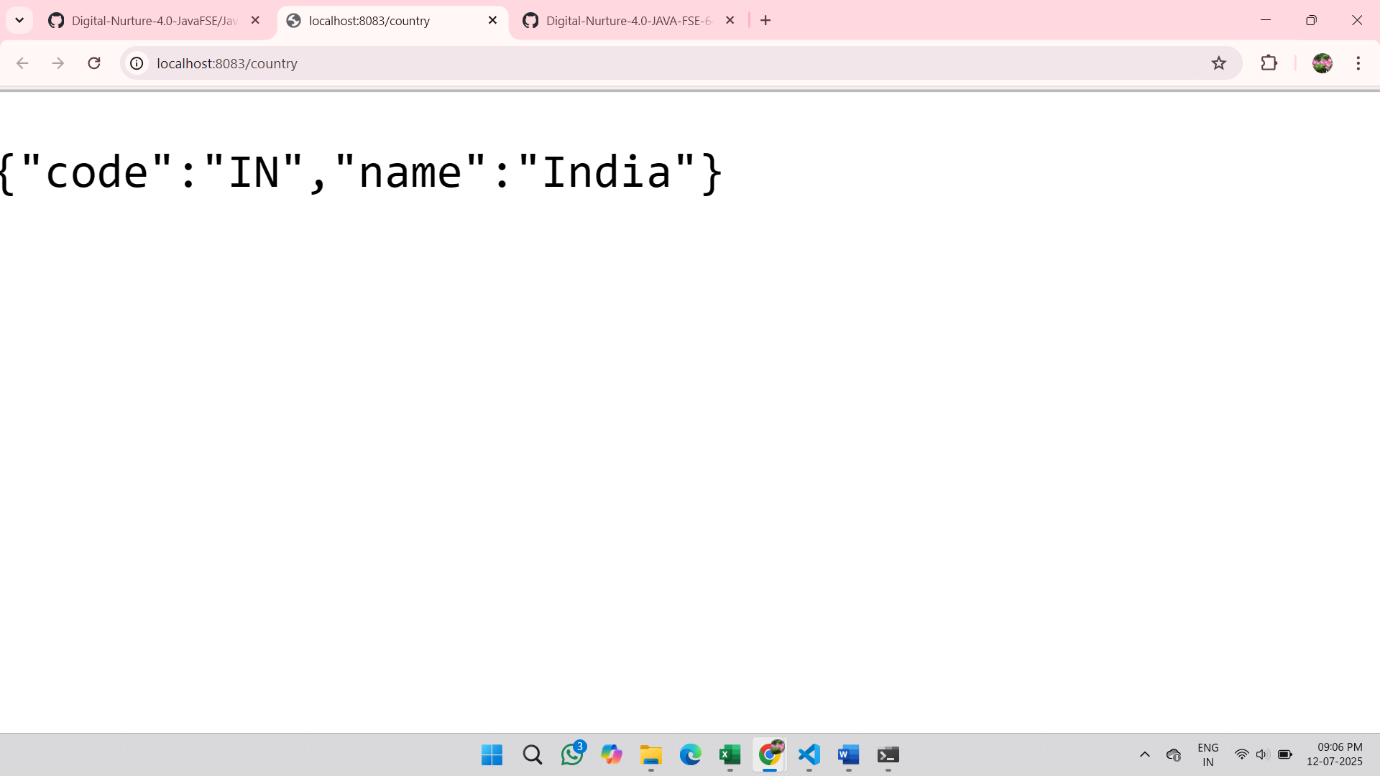 Digital-Nurture-4.0-JavaFSE/Jav
localhost:8083/country
Digital-Nurture-4.0-JAVA-FSE-6
localhost:8083/country
{"code":"IN","name":"India"}
3
ENG
IN
09:06 PM
12-07-2025